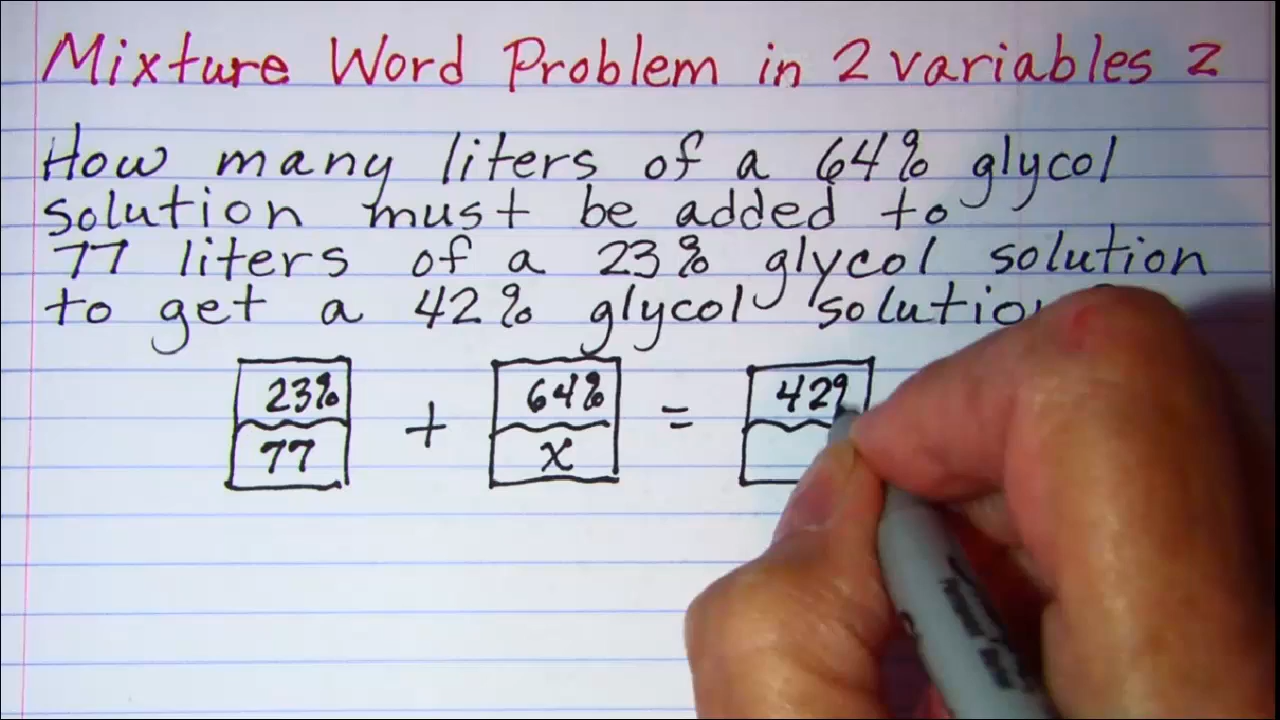 Mixture Word Problem in 2 variables 2
How many liters of a 64% glycol
solution must be added to
77 liters of a 23% glycol solution
to get a 42% glycol solution
23% + 64% = 42%
77 x